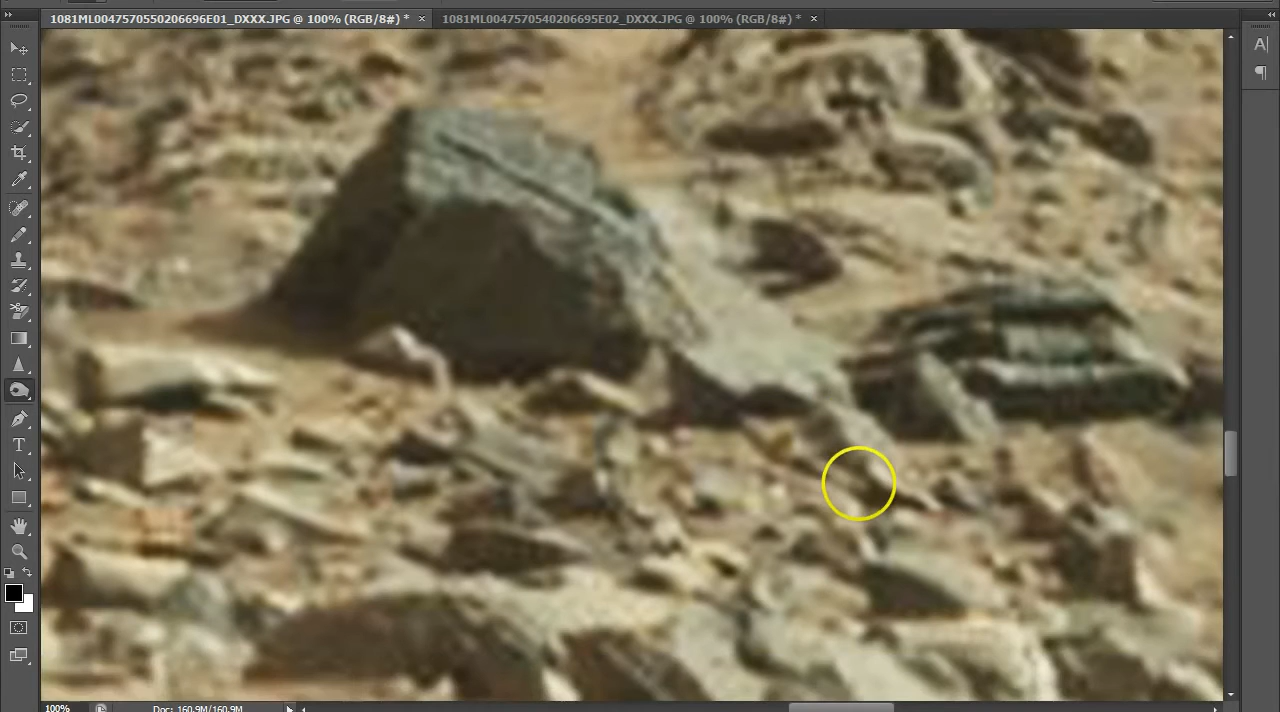 1081ML0047570550206696E01_DXXX.JPG @ 100% (RGB/8#) * × 1081ML0047570540206695E02_DXXX.JPG @ 100% (RGB/8#) * ×
A
¶
T
100% Doc: 160.9M/160.9M